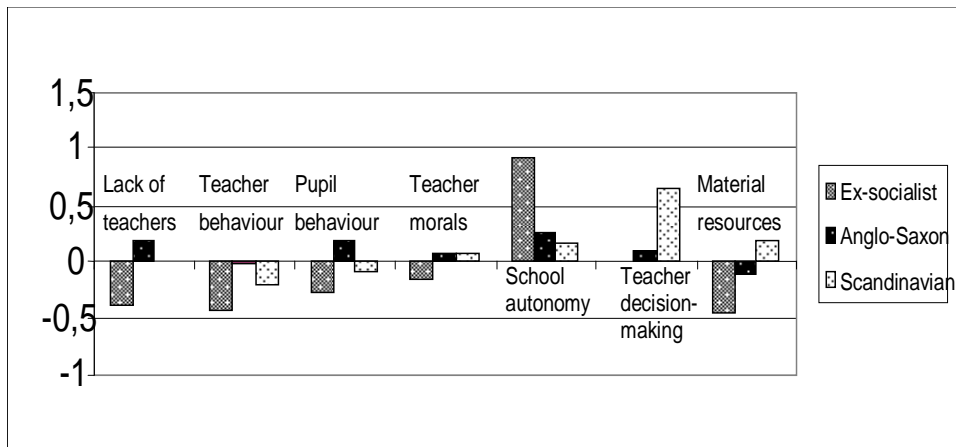 1,5
1
0,5
0
-0,5
-1
Lack of
teachers
Teacher
behaviour
Pupil
behaviour
Teacher
morals
School
autonomy
Teacher
decision-
making
Material
resources
Ex-socialist
Anglo-Saxon
Scandinavian